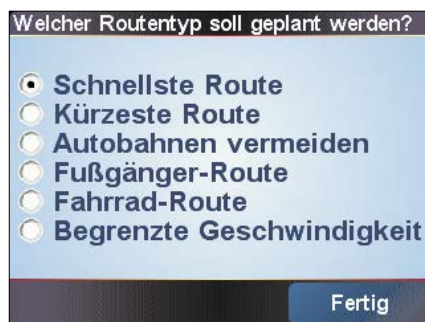 Welcher Routentyp soll geplant werden?
Schnellste Route
Kürzeste Route
Autobahnen vermeiden
Fußgänger-Route
Fahrrad-Route
Begrenzte Geschwindigkeit
Fertig